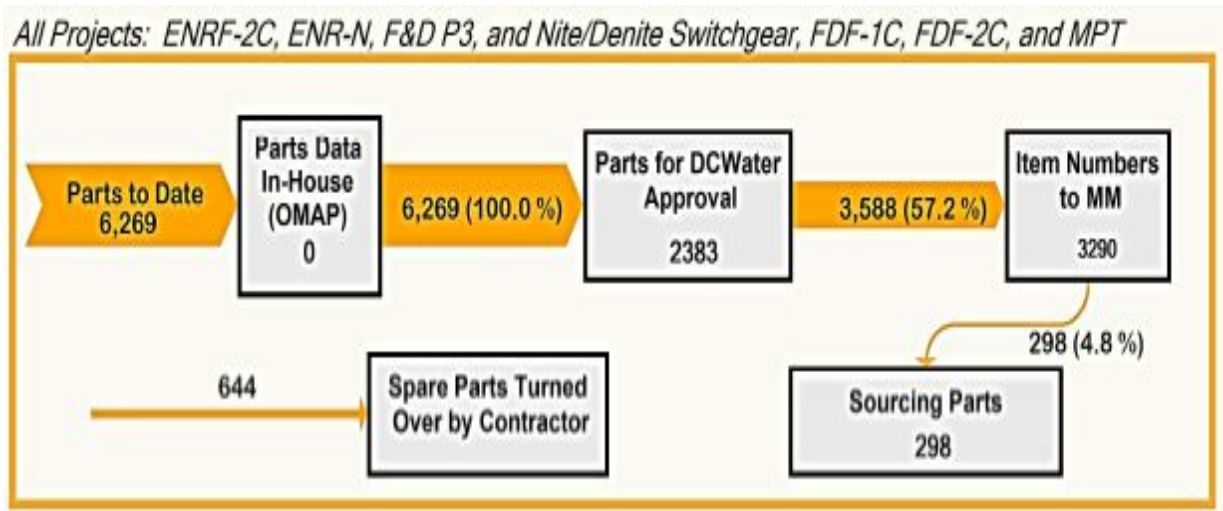 All Projects: ENRF-2C, ENR-N, F&D P3, and Nite/Denite Switchgear, FDF-1C, FDF-2C, and MPT
Parts to Date
6,269
Parts Data
In-House
(OMAP)
0
6,269 (100.0 %)
Parts for DCWater
Approval
2383
3,588 (57.2 %)
Item Numbers
to MM
3290
298 (4.8 %)
644
Spare Parts Turned
Over by Contractor
Sourcing Parts
298